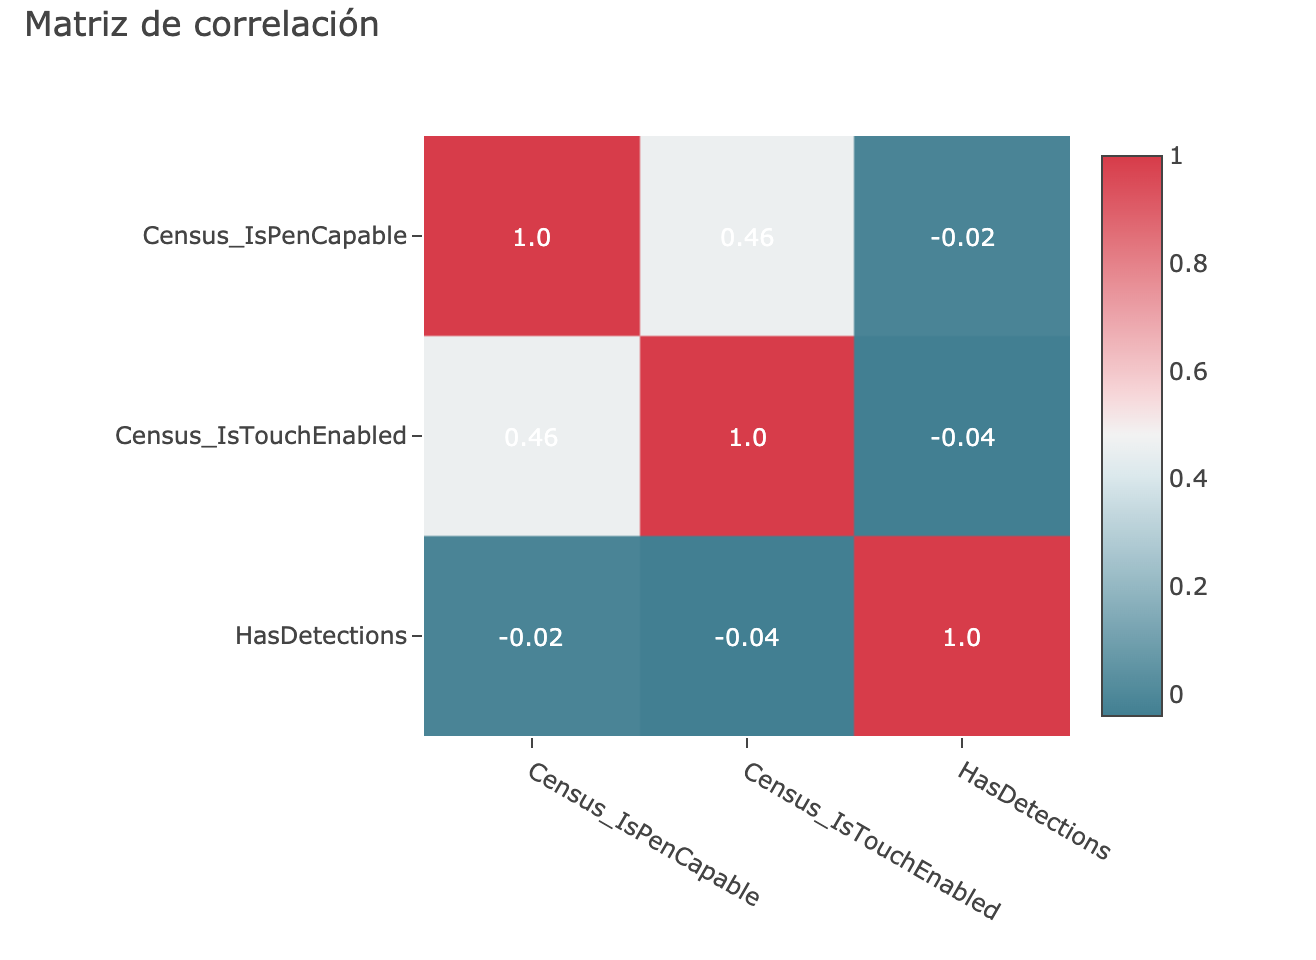 Matriz de correlación
Census_IsPenCapable
1.0
0.46
-0.02
Census_IsTouchEnabled
0.46
1.0
-0.04
HasDetections
-0.02
-0.04
1.0
Census_IsPenCapable
Census_IsTouchEnabled
HasDetections
1
0.8
0.6
0.4
0.2
0